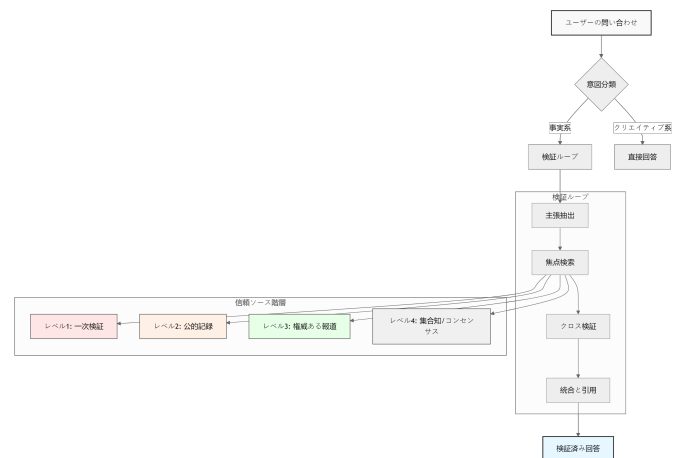 ユーザーの問い合わせ
意図分類
事実系
クリエイティブ系
検証ループ
直接回答
検証ループ
主張抽出
焦点検索
信頼ソース階層
レベル1: 一次検証
レベル2: 公的記録
レベル3: 権威ある報道
レベル4: 集合知/コンセン
サス
クロス検証
統合と引用
検証済み回答